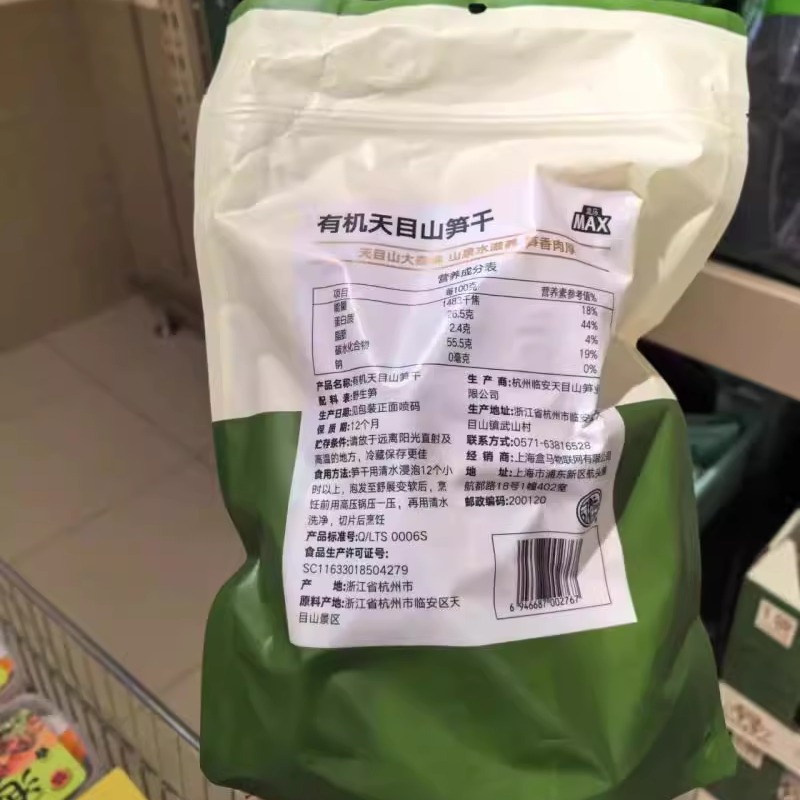 有机天目山笋干
盒马
MAX
天目山大 山泉水滋养 笋香肉厚
营养成分表
项目 每100克 营养素参考值%
能量 1483千焦 18%
蛋白质 26.5克 44%
脂肪 2.4克 4%
碳水化合物 55.5克 19%
钠 0毫克 0%
产品名称:有机天目山笋干
配料表:野生笋
生产日期:见包装正面喷码
保质期:12个月
贮存条件:请放于远离阳光直射及
高温的地方,冷藏保存更佳
食用方法:笋干用清水浸泡12个小
时以上,泡发至舒展变软后,烹
饪前用高压锅压一压,再用清水
洗净,切片后烹饪
产品标准号:Q/LTS 0006S
食品生产许可证号:
SC11633018504279
产 地:浙江省杭州市
原料产地:浙江省杭州市临安区天
目山景区
生产商:杭州临安天目山笋业
限公司
生产地址:浙江省杭州市临安
目山镇武山村
联系方式:0571-63816528
经销商:上海盒马物联网有限公司
地 址:上海市浦东新区航头镇
航都路18号1幢402室
邮政编码:200120
6 946687 002767